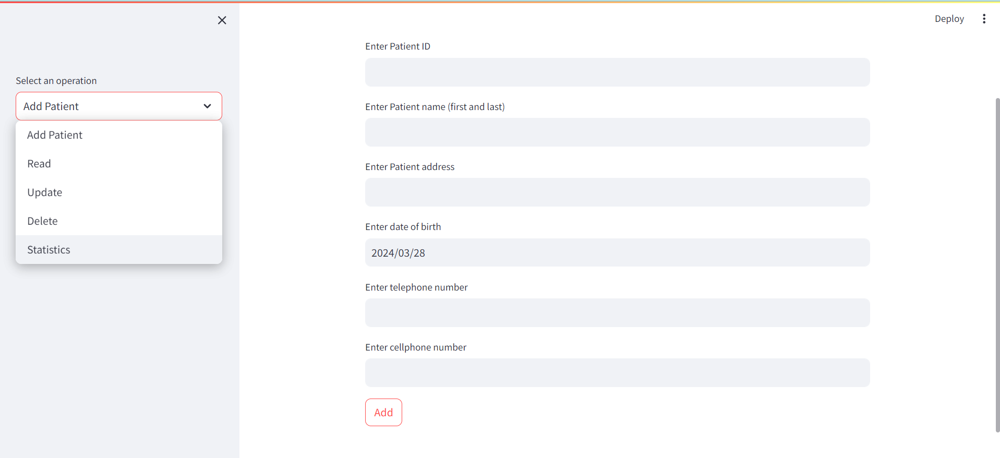 Select an operation
Add Patient
Add Patient
Read
Update
Delete
Statistics
Deploy
Enter Patient ID
Enter Patient name (first and last)
Enter Patient address
Enter date of birth
2024/03/28
Enter telephone number
Enter cellphone number
Add